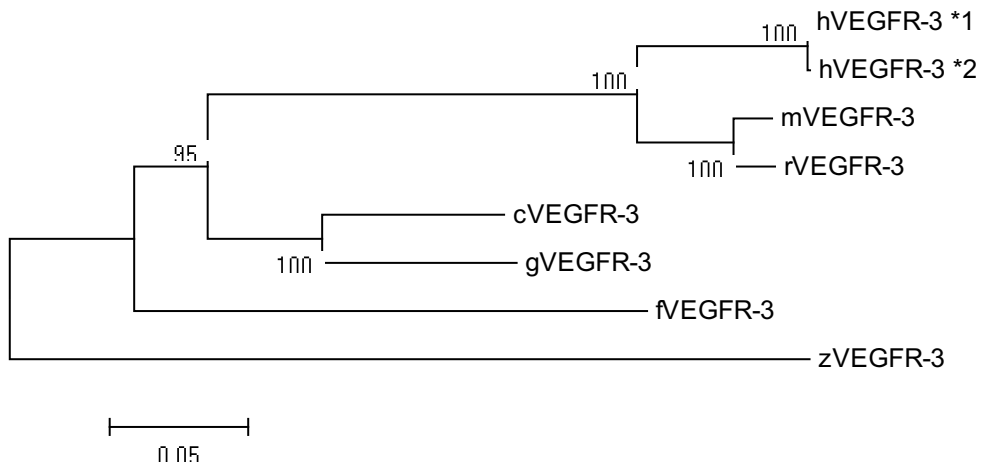 hVEGFR-3 *1
100
hVEGFR-3 *2
100
mVEGFR-3
95
100
rVEGFR-3
cVEGFR-3
100
gVEGFR-3
fVEGFR-3
zVEGFR-3
0.05